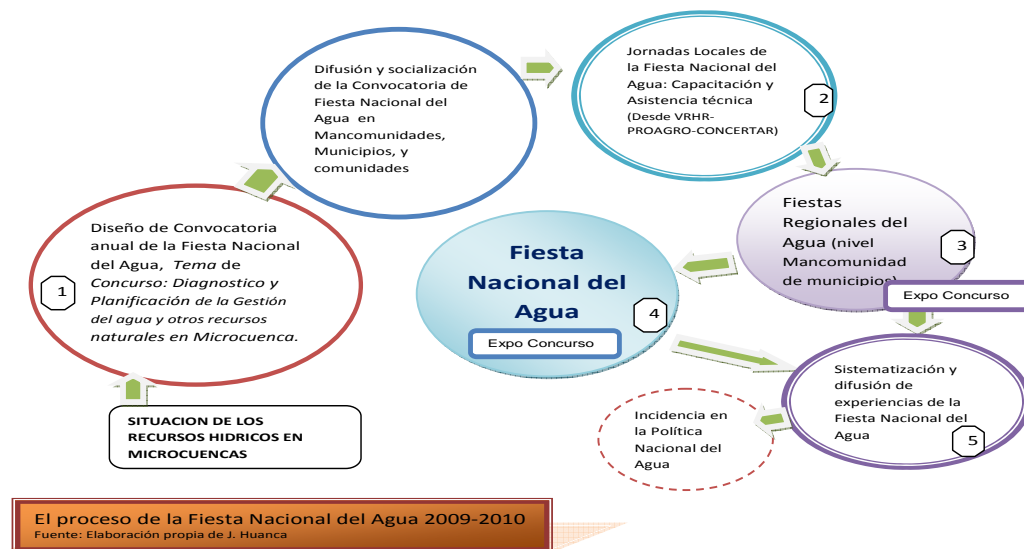 SITUACION DE LOS
RECURSOS HIDRICOS EN
MICROCUENCAS
1
Diseño de Convocatoria
anual de la Fiesta Nacional
del Agua, Tema de
Concurso: Diagnostico y
Planificación de la Gestión
del agua y otros recursos
naturales en Microcuenca.
Difusión y socialización
de la Convocatoria de
Fiesta Nacional del
Agua en
Mancomunidades,
Municipios, y
comunidades
Jornadas Locales de
la Fiesta Nacional del
Agua: Capacitación y
Asistencia técnica
(Desde VRHR-
PROAGRO-CONCERTAR)
2
Fiestas
Regionales del
Agua (nivel
Mancomunidad
de municipios)
3
Expo Concurso
Fiesta
Nacional del
Agua
4
Expo Concurso
Sistematización y
difusión de
experiencias de la
Fiesta Nacional del
Agua
5
Incidencia en
la Política
Nacional del
Agua
El proceso de la Fiesta Nacional del Agua 2009-2010
Fuente: Elaboración propia de J. Huanca